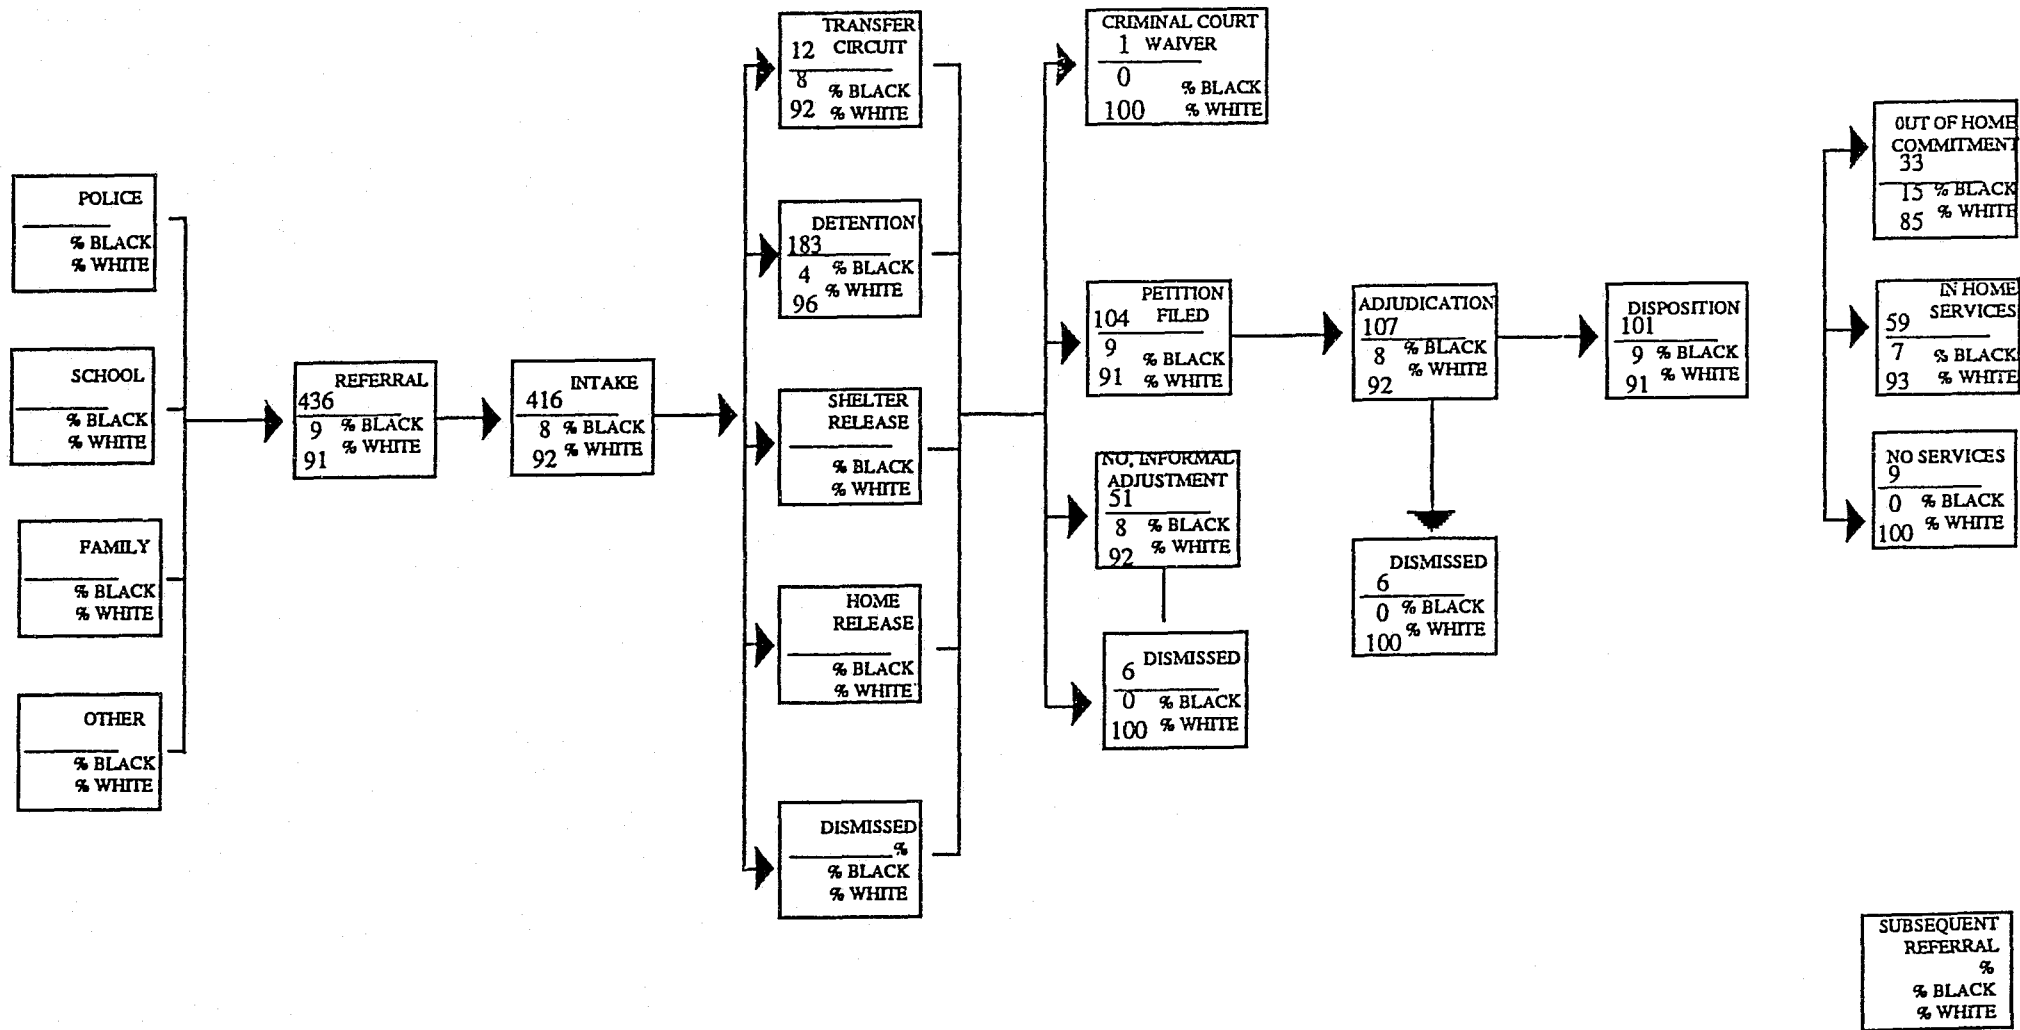 POLICE
% BLACK
% WHITE
SCHOOL
% BLACK
% WHITE
FAMILY
% BLACK
% WHITE
OTHER
% BLACK
% WHITE
REFERRAL
436
9 % BLACK
91 % WHITE
INTAKE
416
8 % BLACK
92 % WHITE
TRANSFER
12 CIRCUIT
8 % BLACK
92 % WHITE
DETENTION
183
4 % BLACK
96 % WHITE
SHELTER
RELEASE
% BLACK
% WHITE
HOME
RELEASE
% BLACK
% WHITE
DISMISSED
%
% BLACK
% WHITE
CRIMINAL COURT
1 WAIVER
0 % BLACK
100 % WHITE
PETITION
104 FILED
9 % BLACK
91 % WHITE
NO, INFORMAL
ADJUSTMENT
51
8 % BLACK
92 % WHITE
6 DISMISSED
0 % BLACK
100 % WHITE
ADJUDICATION
107
8 % BLACK
92 % WHITE
DISMISSED
6
0 % BLACK
100 % WHITE
DISPOSITION
101
9 % BLACK
91 % WHITE
OUT OF HOME
COMMITMENT
33
15 % BLACK
85 % WHITE
IN HOME
59 SERVICES
7 % BLACK
93 % WHITE
NO SERVICES
9
0 % BLACK
100 % WHITE
SUBSEQUENT
REFERRAL
%
% BLACK
% WHITE